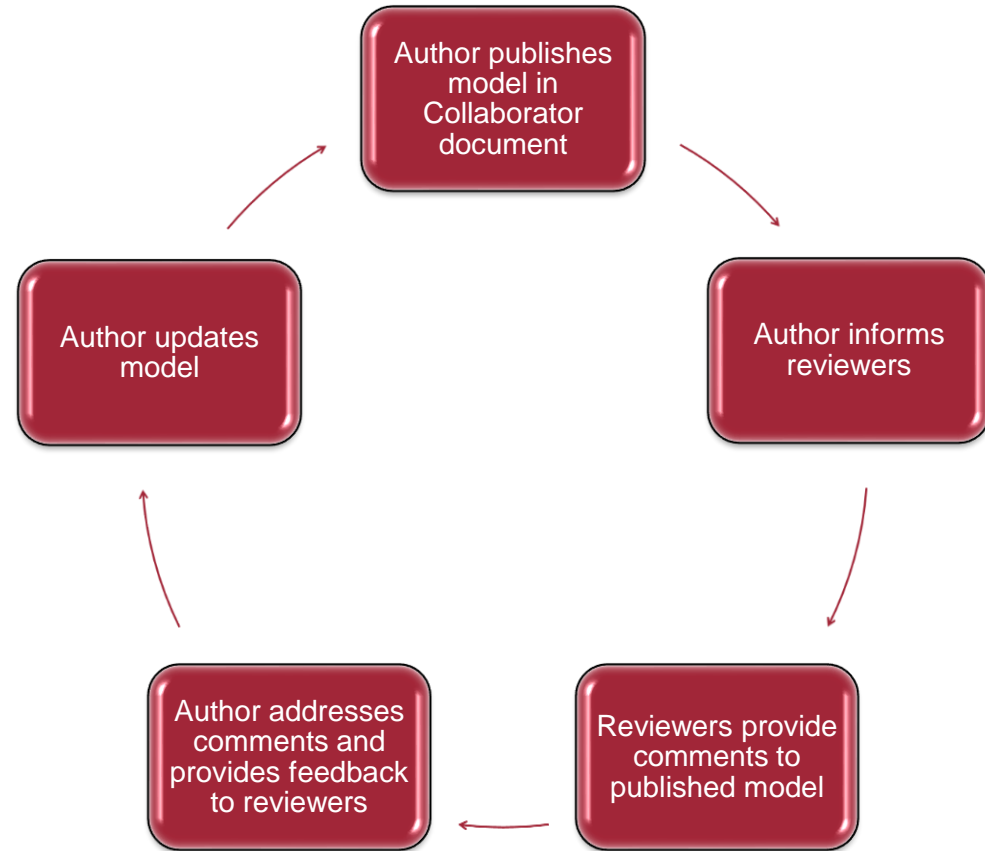 Author publishes
model in
Collaborator
document
Author informs
reviewers
Reviewers provide
comments to
published model
Author addresses
comments and
provides feedback
to reviewers
Author updates
model